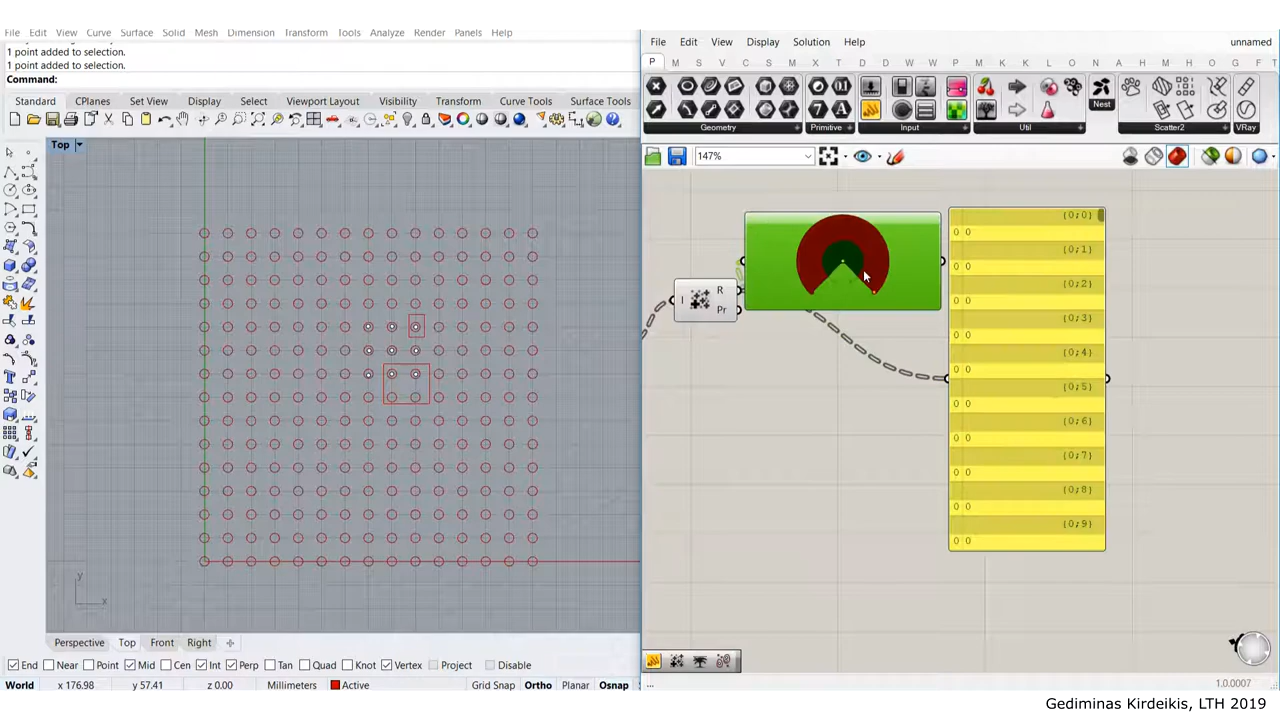 File Edit View Curve Surface Solid Mesh Dimension Transform Tools Analyze Render Panels Help
1 point added to selection.
1 point added to selection.
Command:
Standard CPlanes Set View Display Select Viewport Layout Visibility Transform Curve Tools Surface Tools
Top
y
x
Perspective Top Front Right
End Near Point Mid Cen Int Perp Tan Quad Knot Vertex Project Disable
World x 176.98 y 57.41 z 0.00 Millimeters Active Grid Snap Ortho Planar Osnap
File Edit View Display Solution Help unnamed
P M S V C S M I T D D W P M K M E L H N A S F T
Geometry Primitive Input Util Nest Scatter2 VRay
147%
I R
Pr
{0;0}
0 0
{0;1}
0 0
{0;2}
0 0
{0;3}
0 0
{0;4}
0 0
{0;5}
0 0
{0;6}
0 0
{0;7}
0 0
{0;8}
0 0
{0;9}
0 0
...
1.0.0007
Gediminas Kirdeikis, LTH 2019